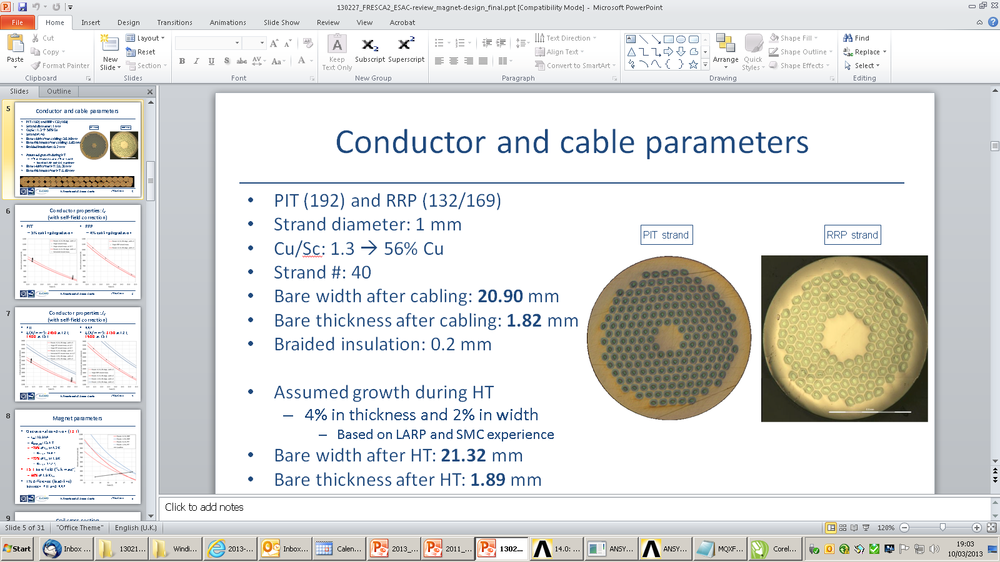 130227_FRESCA2_ESAC-review_magnet-design_final.ppt [Compatibility Mode] - Microsoft PowerPoint
File Home Insert Design Transitions Animations Slide Show Review View Acrobat
Paste Cut Copy Format Painter
Clipboard
New Slide Layout Reset Section
Slides
Font
Keep Text Only Subscript Superscript
New Group
Text Direction Align Text Convert to SmartArt
Paragraph
Arrange Quick Styles Shape Fill Shape Outline Shape Effects
Drawing
Find Replace Select
Editing
Slides Outline
5
Conductor and cable parameters
6
Conductor properties: Ic
(with self-field correction)
7
Conductor properties: Jc
(with self-field correction)
8
Magnet parameters
9
Coil cross section
Conductor and cable parameters
• PIT (192) and RRP (132/169)
• Strand diameter: 1 mm
• Cu/Sc: 1.3 → 56% Cu
• Strand #: 40
• Bare width after cabling: 20.90 mm
• Bare thickness after cabling: 1.82 mm
• Braided insulation: 0.2 mm
• Assumed growth during HT
– 4% in thickness and 2% in width
– Based on LARP and SMC experience
• Bare width after HT: 21.32 mm
• Bare thickness after HT: 1.89 mm
PIT strand
RRP strand
Click to add notes
Slide 5 of 31 "Office Theme" English (U.K.) 120%
Start Inbox ... 13021... Windi... 2013-... Inbox... Calen... 2013_... 2011_... 1302... 14.0: ... ANSY... ANSY... MQXF... Corel... 19:03
10/03/2013